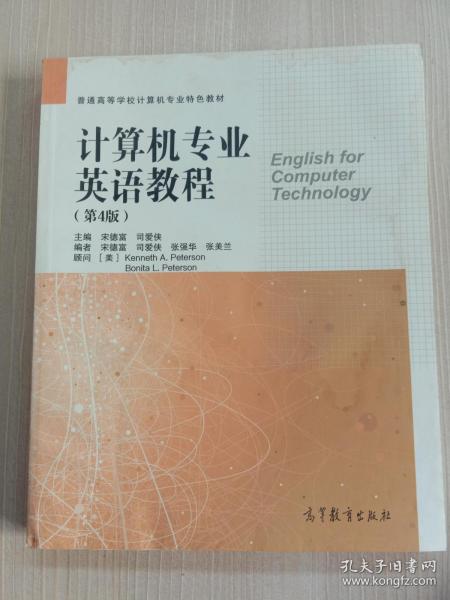 普通高等学校计算机专业特色教材
计算机专业
英语教程
(第4版)
English for
Computer
Technology
主编 宋德富 司爱侠
编者 宋德富 司爱侠 张强华 张美兰
顾问 [美] Kenneth A. Peterson
Bonita L. Peterson
高等教育出版社
孔夫子旧书网
www.kongfz.com